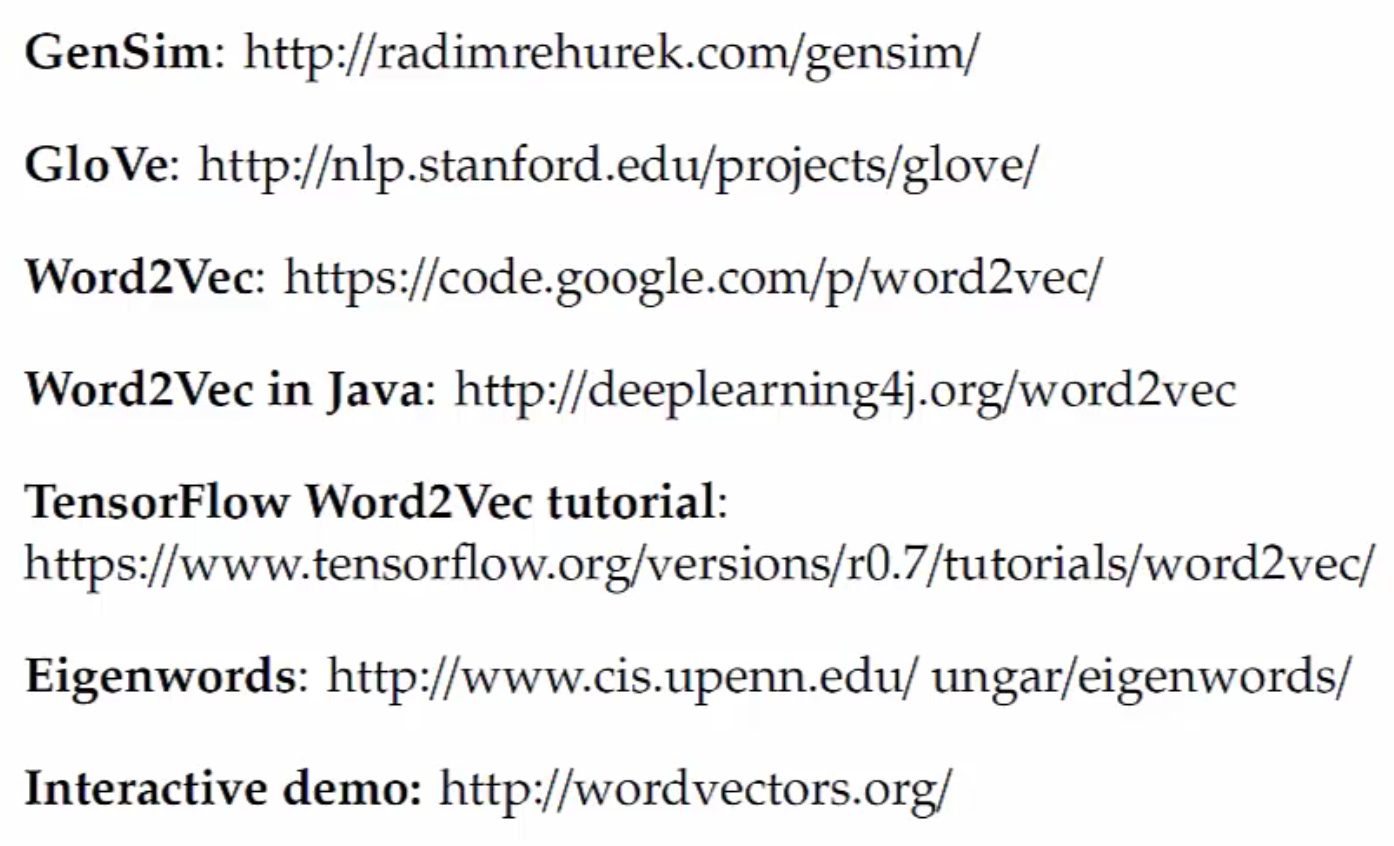 GenSim: http://radimrehurek.com/gensim/
GloVe: http://nlp.stanford.edu/projects/glove/
Word2Vec: https://code.google.com/p/word2vec/
Word2Vec in Java: http://deeplearning4j.org/word2vec
TensorFlow Word2Vec tutorial:
https://www.tensorflow.org/versions/r0.7/tutorials/word2vec/
Eigenwords: http://www.cis.upenn.edu/ ungar/eigenwords/
Interactive demo: http://wordvectors.org/